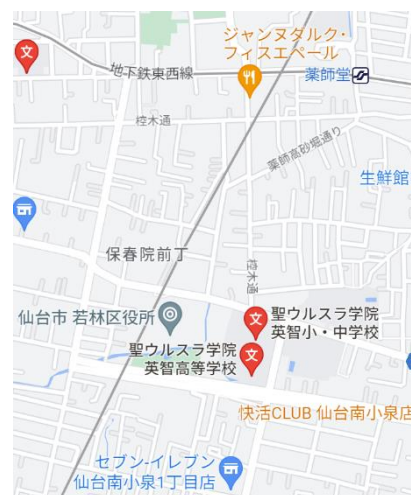 ジャンヌダルク・
フィスエペール
文
地下鉄東西線
薬師堂
椌木通
薬師高砂堀通り
生鮮館
保春院前丁
椌木通
仙台市 若林区役所
文
聖ウルスラ学院
英智小・中学校
聖ウルスラ学院
英智高等学校
文
快活CLUB 仙台南小泉店
セブン-イレブン
仙台南小泉1丁目店